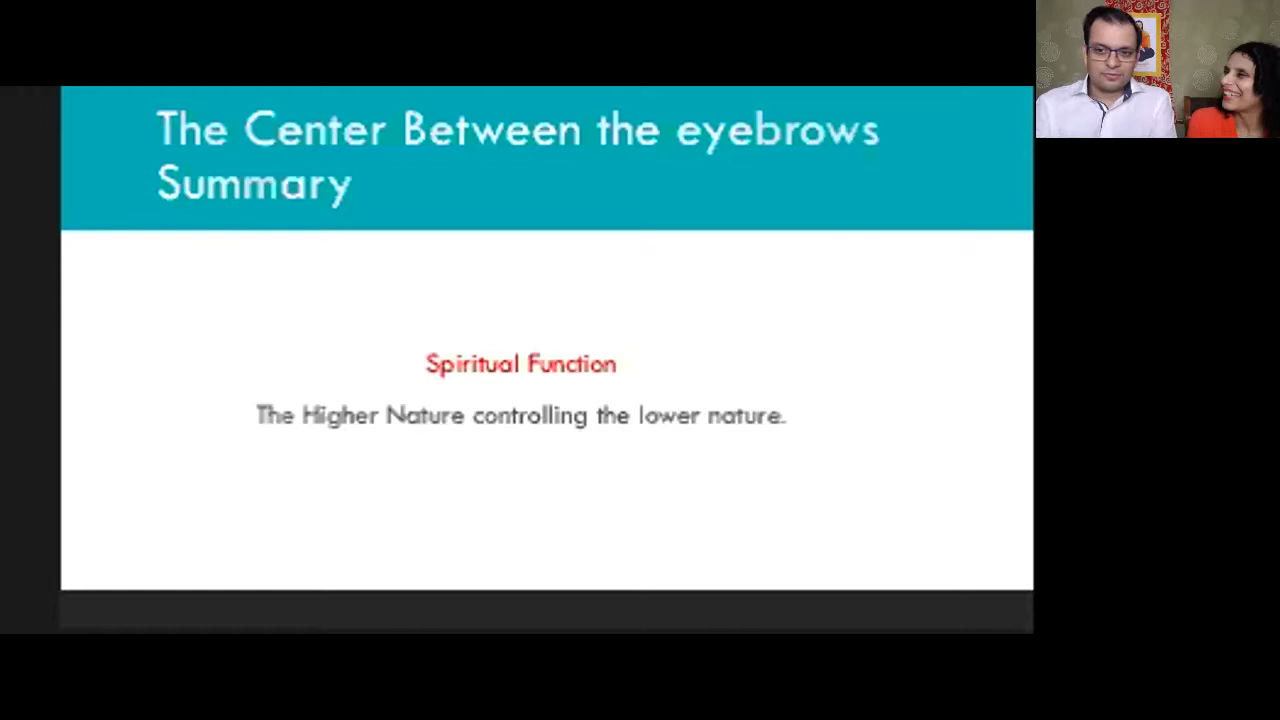 The Center Between the eyebrows
Summary
Spiritual Function
The Higher Nature controlling the lower nature.